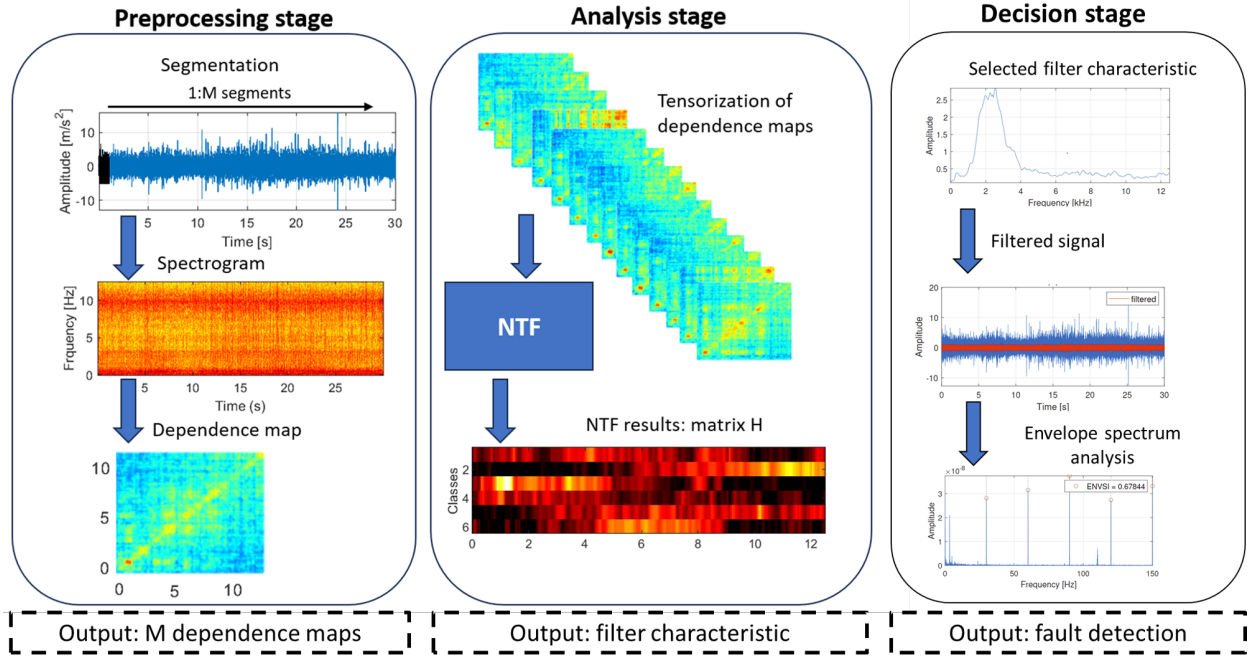 Preprocessing stage
Segmentation
1:M segments
Amplitude [m/s²]
10
0
-10
5
10
15
20
25
30
Time [s]
Spectrogram
Frquency [Hz]
10
5
0
5
10
15
20
25
Time (s)
Dependence map
10
5
0
0
5
10
Output: M dependence maps
Analysis stage
Tensorization of
dependence maps
NTF
NTF results: matrix H
Classes
2
4
6
0
2
4
6
8
10
12
Output: filter characteristic
Decision stage
Selected filter characteristic
Amplitude
2.5
2
1.5
1
0.5
0
2
4
6
8
10
12
Frequency [kHz]
Filtered signal
Amplitude
20
10
0
-10
filtered
0
5
10
15
20
25
30
Time [s]
Envelope spectrum
analysis
×10⁻⁸
Amplitude
3
2
1
0
ENVSI = 0.67844
0
50
100
150
Frequency [Hz]
Output: fault detection